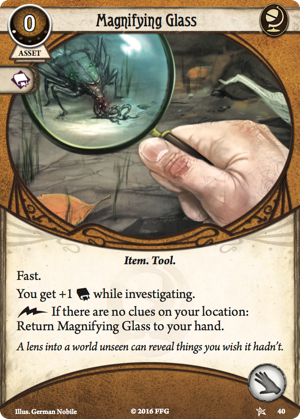 0
Magnifying Glass
ASSET
Item. Tool.
Fast.
You get +1 while investigating.
If there are no clues on your location:
Return Magnifying Glass to your hand.
A lens into a world unseen can reveal things you wish it hadn't.
Illus. German Nobile
© 2016 FFG
40